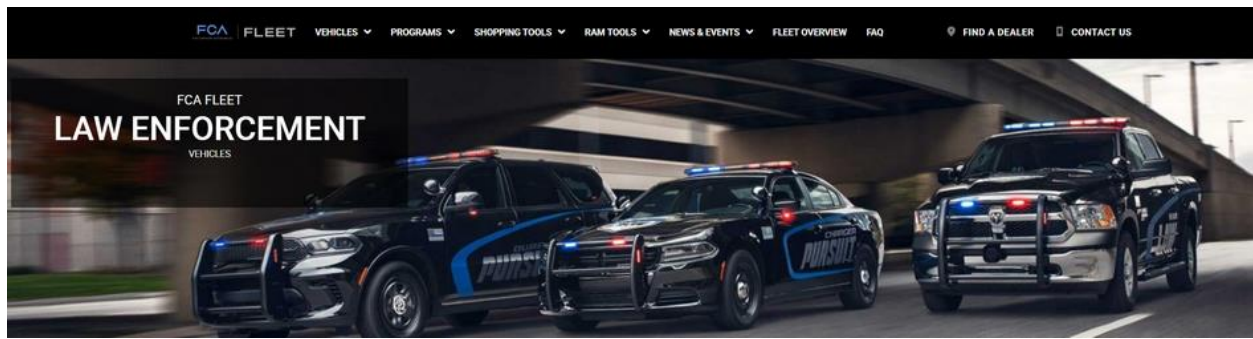 FCA FLEET VEHICLES PROGRAMS SHOPPING TOOLS RAM TOOLS NEWS & EVENTS FLEET OVERVIEW FAQ FIND A DEALER CONTACT US
FCA FLEET
LAW ENFORCEMENT
VEHICLES
CHARGER
PURSUIT